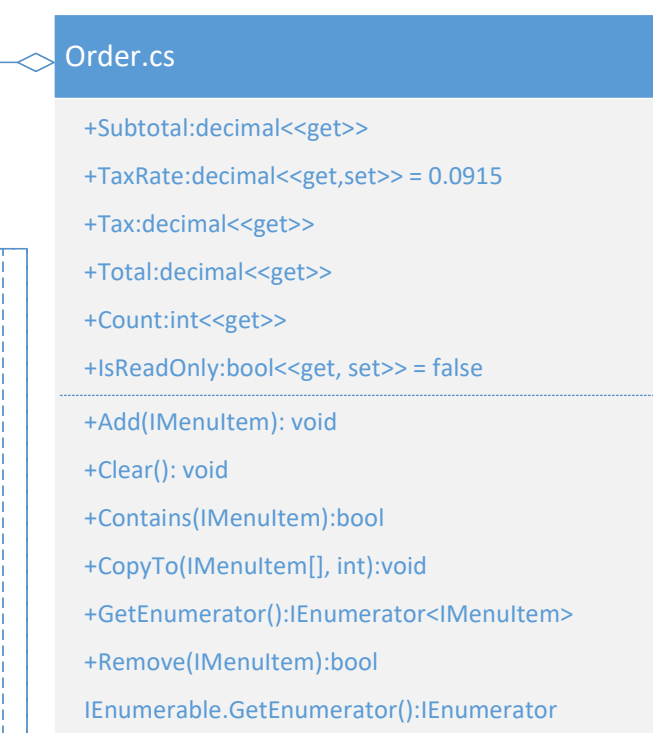 Order.cs
+Subtotal:decimal<<get>>
+TaxRate:decimal<<get,set>> = 0.0915
+Tax:decimal<<get>>
+Total:decimal<<get>>
+Count:int<<get>>
+IsReadOnly:bool<<get, set>> = false
+Add(IMenuItem): void
+Clear(): void
+Contains(IMenuItem):bool
+CopyTo(IMenuItem[], int):void
+GetEnumerator():IEnumerator<IMenuItem>
+Remove(IMenuItem):bool
IEnumerable.GetEnumerator():IEnumerator